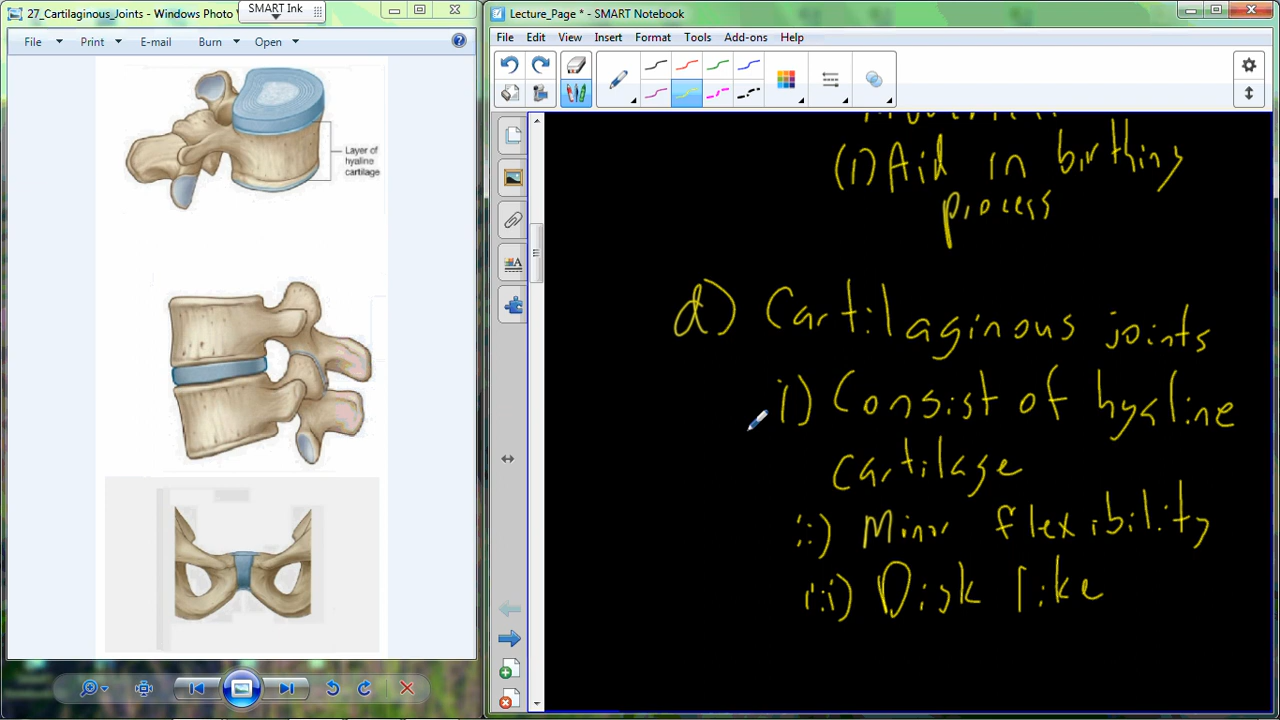 27_Cartilaginous_Joints - Windows Photo
SMART Ink
File Print E-mail Burn Open
Layer of
hyaline
cartilage
Lecture_Page * - SMART Notebook
File Edit View Insert Format Tools Add-ons Help
(1) Aid in birthing
process
d) Cartilaginous joints
i) Consist of hyaline
cartilage
ii) Minor flexibility
iii) Disk like